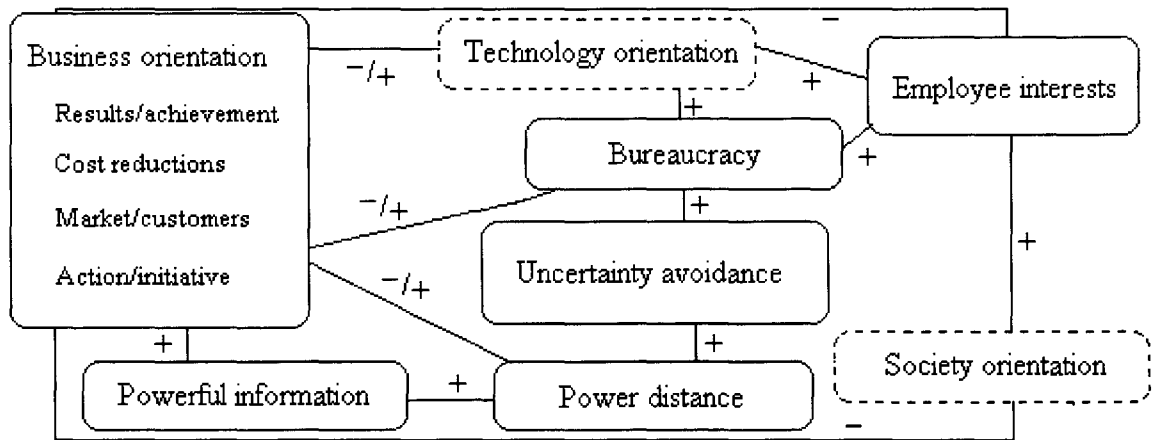 −
Business orientation
Technology orientation
−/+
+
Employee interests
Results/achievement
+
Bureaucracy
+
Cost reductions
Market/customers
−/+
+
+
Uncertainty avoidance
Action/initiative
−/+
+
+
Society orientation
Powerful information
+
Power distance
−